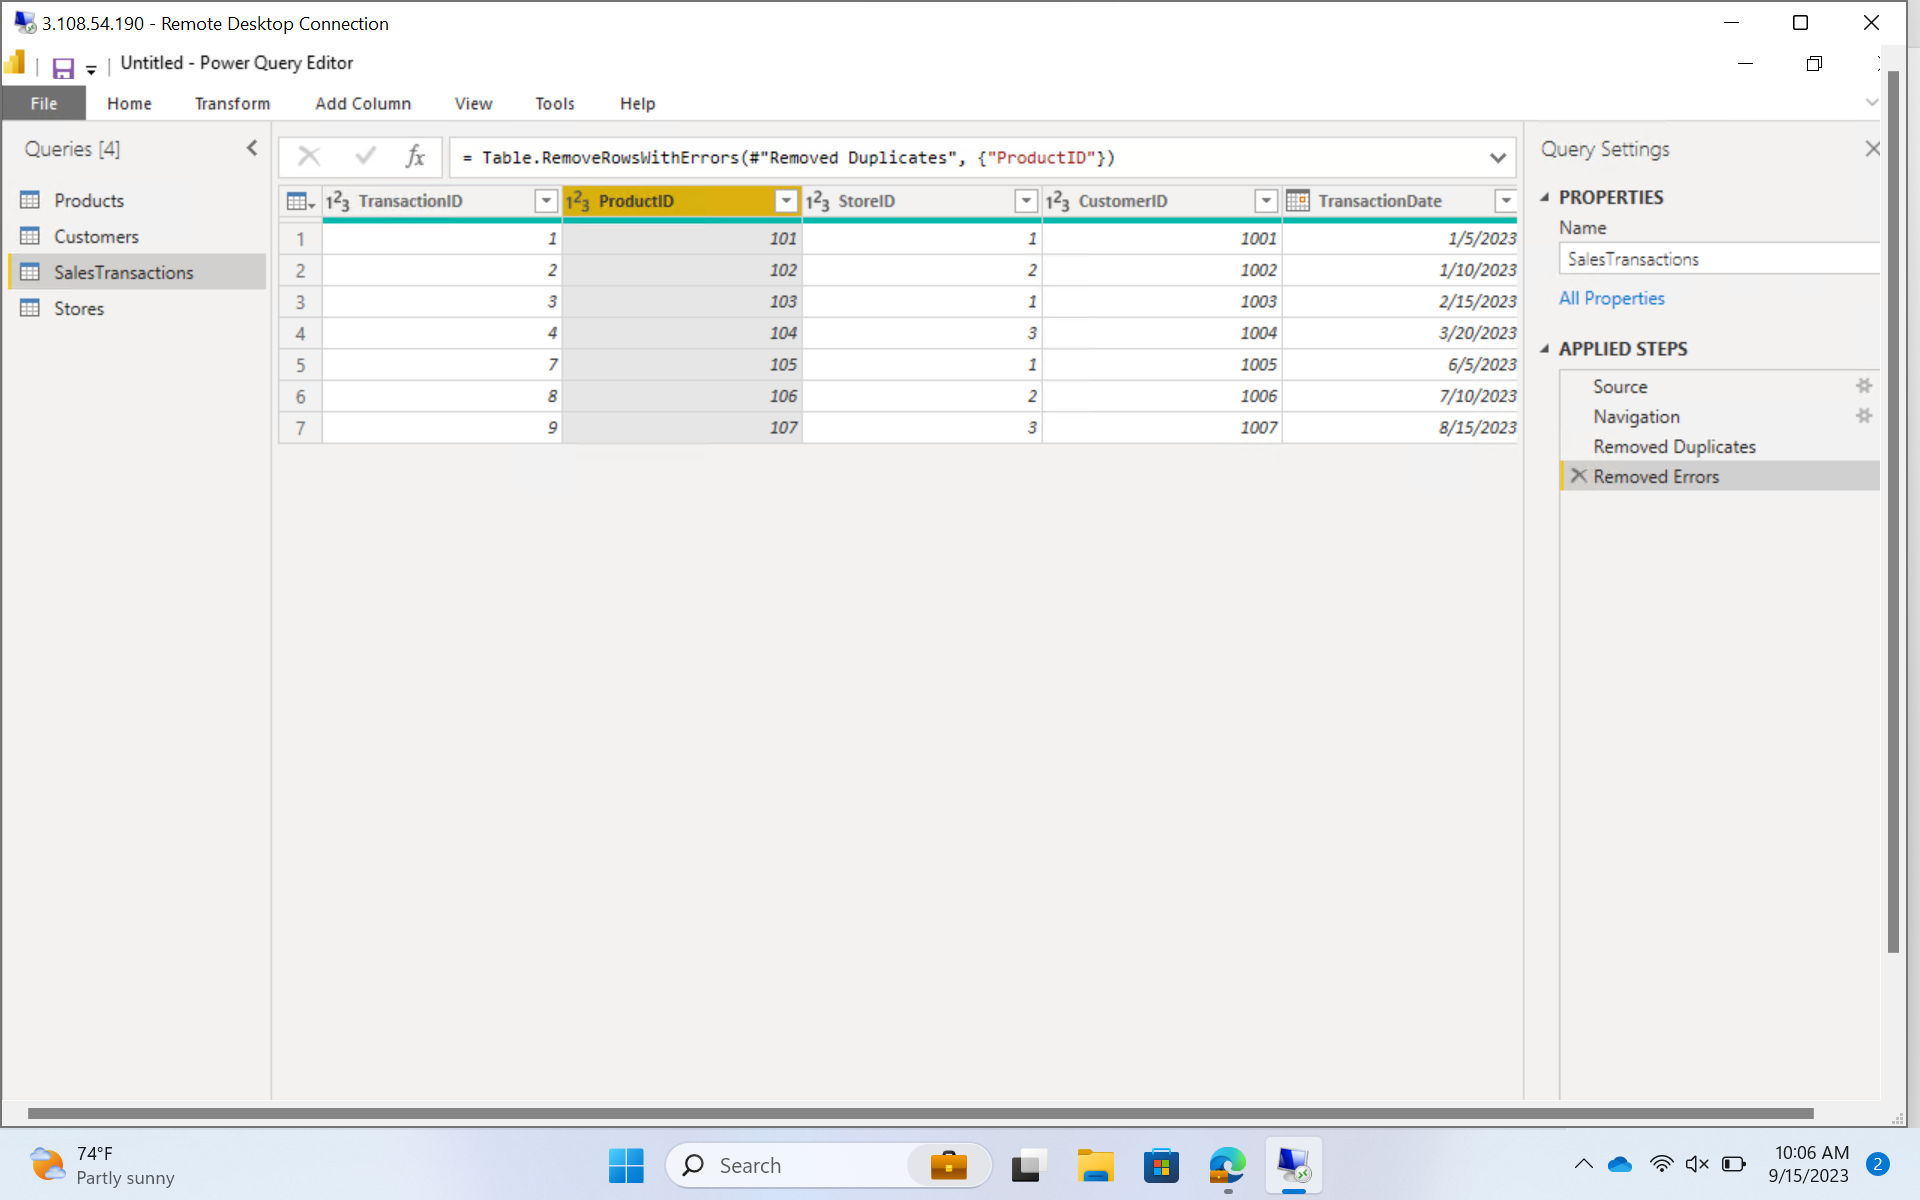 3.108.54.190 - Remote Desktop Connection
Untitled - Power Query Editor
File Home Transform Add Column View Tools Help
Queries [4]
Products
Customers
SalesTransactions
Stores
fx = Table.RemoveRowsWithErrors(#"Removed Duplicates", {"ProductID"})
123 TransactionID 123 ProductID 123 StoreID 123 CustomerID TransactionDate
1 1 101 1 1001 1/5/2023
2 2 102 2 1002 1/10/2023
3 3 103 1 1003 2/15/2023
4 4 104 3 1004 3/20/2023
5 7 105 1 1005 6/5/2023
6 8 106 2 1006 7/10/2023
7 9 107 3 1007 8/15/2023
Query Settings
PROPERTIES
Name
SalesTransactions
All Properties
APPLIED STEPS
Source
Navigation
Removed Duplicates
Removed Errors
74°F
Partly sunny
Search
10:06 AM
9/15/2023
2